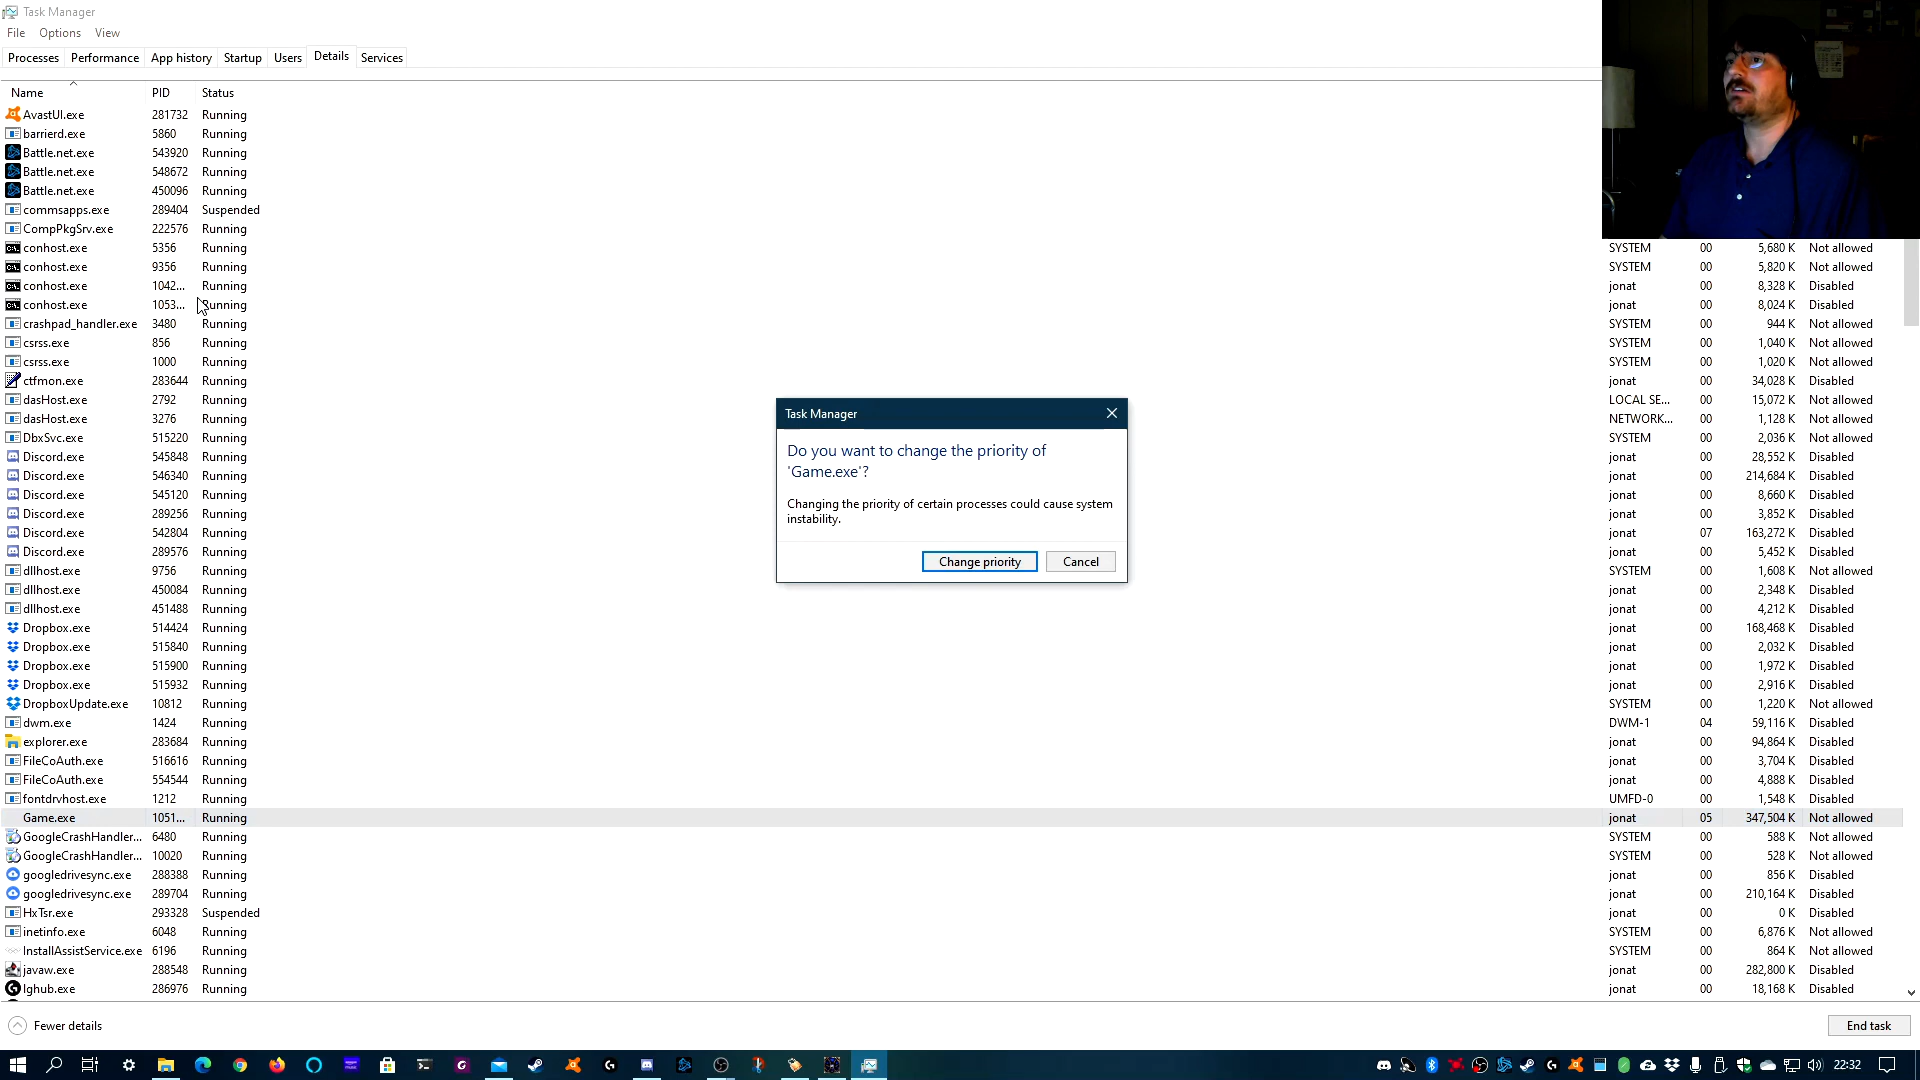 Task Manager
File Options View
Processes Performance App history Startup Users Details Services
Name PID Status
AvastUI.exe 281732 Running
barrierd.exe 5860 Running
Battle.net.exe 543920 Running
Battle.net.exe 548672 Running
Battle.net.exe 450096 Running
commsapps.exe 289404 Suspended
CompPkgSrv.exe 222576 Running
conhost.exe 5356 Running SYSTEM 00 5,680 K Not allowed
conhost.exe 9356 Running SYSTEM 00 5,820 K Not allowed
conhost.exe 1042... Running jonat 00 8,328 K Disabled
conhost.exe 1053... Running jonat 00 8,024 K Disabled
crashpad_handler.exe 3480 Running SYSTEM 00 944 K Not allowed
csrss.exe 856 Running SYSTEM 00 1,040 K Not allowed
csrss.exe 1000 Running SYSTEM 00 1,020 K Not allowed
ctfmon.exe 283644 Running jonat 00 34,028 K Disabled
dasHost.exe 2792 Running LOCAL SE... 00 15,072 K Not allowed
dasHost.exe 3276 Running NETWORK... 00 1,128 K Not allowed
DbxSvc.exe 515220 Running SYSTEM 00 2,036 K Not allowed
Discord.exe 545848 Running jonat 00 28,552 K Disabled
Discord.exe 546340 Running jonat 00 214,684 K Disabled
Discord.exe 545120 Running jonat 00 8,660 K Disabled
Discord.exe 289256 Running jonat 00 3,852 K Disabled
Discord.exe 542804 Running jonat 07 163,272 K Disabled
Discord.exe 289576 Running jonat 00 5,452 K Disabled
dllhost.exe 9756 Running SYSTEM 00 1,608 K Not allowed
dllhost.exe 450084 Running jonat 00 2,348 K Disabled
dllhost.exe 451488 Running jonat 00 4,212 K Disabled
Dropbox.exe 514424 Running jonat 00 168,468 K Disabled
Dropbox.exe 515840 Running jonat 00 2,032 K Disabled
Dropbox.exe 515900 Running jonat 00 1,972 K Disabled
Dropbox.exe 515932 Running jonat 00 2,916 K Disabled
DropboxUpdate.exe 10812 Running SYSTEM 00 1,220 K Not allowed
dwm.exe 1424 Running DWM-1 04 59,116 K Disabled
explorer.exe 283684 Running jonat 00 94,864 K Disabled
FileCoAuth.exe 516616 Running jonat 00 3,704 K Disabled
FileCoAuth.exe 554544 Running jonat 00 4,888 K Disabled
fontdrvhost.exe 1212 Running UMFD-0 00 1,548 K Disabled
Game.exe 1051... Running jonat 05 347,504 K Not allowed
GoogleCrashHandler... 6480 Running SYSTEM 00 588 K Not allowed
GoogleCrashHandler... 10020 Running SYSTEM 00 528 K Not allowed
googledrivesync.exe 288388 Running jonat 00 856 K Disabled
googledrivesync.exe 289704 Running jonat 00 210,164 K Disabled
HxTsr.exe 293328 Suspended jonat 00 0 K Disabled
inetinfo.exe 6048 Running SYSTEM 00 6,876 K Not allowed
InstallAssistService.exe 6196 Running SYSTEM 00 864 K Not allowed
javaw.exe 288548 Running jonat 00 282,800 K Disabled
lghub.exe 286976 Running jonat 00 18,168 K Disabled
Task Manager
Do you want to change the priority of
'Game.exe'?
Changing the priority of certain processes could cause system
instability.
Change priority Cancel
Fewer details End task
22:32